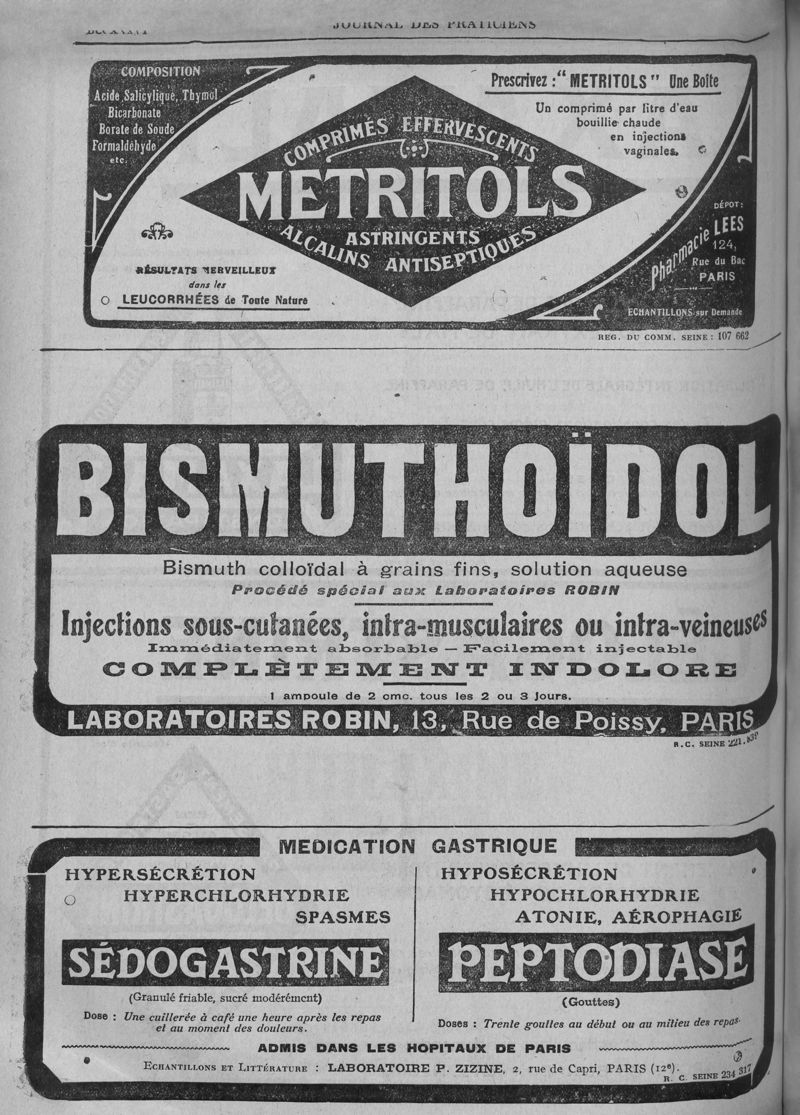 JOURNAL DES PRATICIENS
COMPOSITION
Acide Salicylique, Thymol
Bicarbonate
Borate de Soude
Formaldéhyde
etc.
Prescrivez : " METRITOLS " Une Boîte
Un comprimé par litre d'eau
bouillie chaude
en injections
vaginales.
COMPRIMÉS EFFERVESCENTS
METRITOLS
ASTRINGENTS
ALCALINS ANTISEPTIQUES
RÉSULTATS MERVEILLEUX
dans les
LEUCORRHÉES de Toute Nature
DÉPOT :
Pharmacie LEES
124,
Rue du Bac
PARIS
ECHANTILLONS sur Demande
REG. DU COMM. SEINE : 107 662
BISMUTHOÏDOL
Bismuth colloïdal à grains fins, solution aqueuse
Procédé spécial aux Laboratoires ROBIN
Injections sous-cutanées, intra-musculaires ou intra-veineuses
Immédiatement absorbable — Facilement injectable
COMPLÈTEMENT INDOLORE
1 ampoule de 2 cmc. tous les 2 ou 3 jours.
LABORATOIRES ROBIN, 13, Rue de Poissy, PARIS
R.C. SEINE
MEDICATION GASTRIQUE
HYPERSÉCRÉTION
HYPERCHLORHYDRIE
SPASMES
SÉDOGASTRINE
(Granulé friable, sucré modérément)
Dose : Une cuillerée à café une heure après les repas
et au moment des douleurs.
HYPOSÉCRÉTION
HYPOCHLORHYDRIE
ATONIE, AÉROPHAGIE
PEPTODIASE
(Gouttes)
Doses : Trente gouttes au début ou au milieu des repas.
ADMIS DANS LES HOPITAUX DE PARIS
ECHANTILLONS ET LITTÉRATURE : LABORATOIRE P. ZIZINE, 2, rue de Capri, PARIS (12e).
R. C. SEINE 234 317